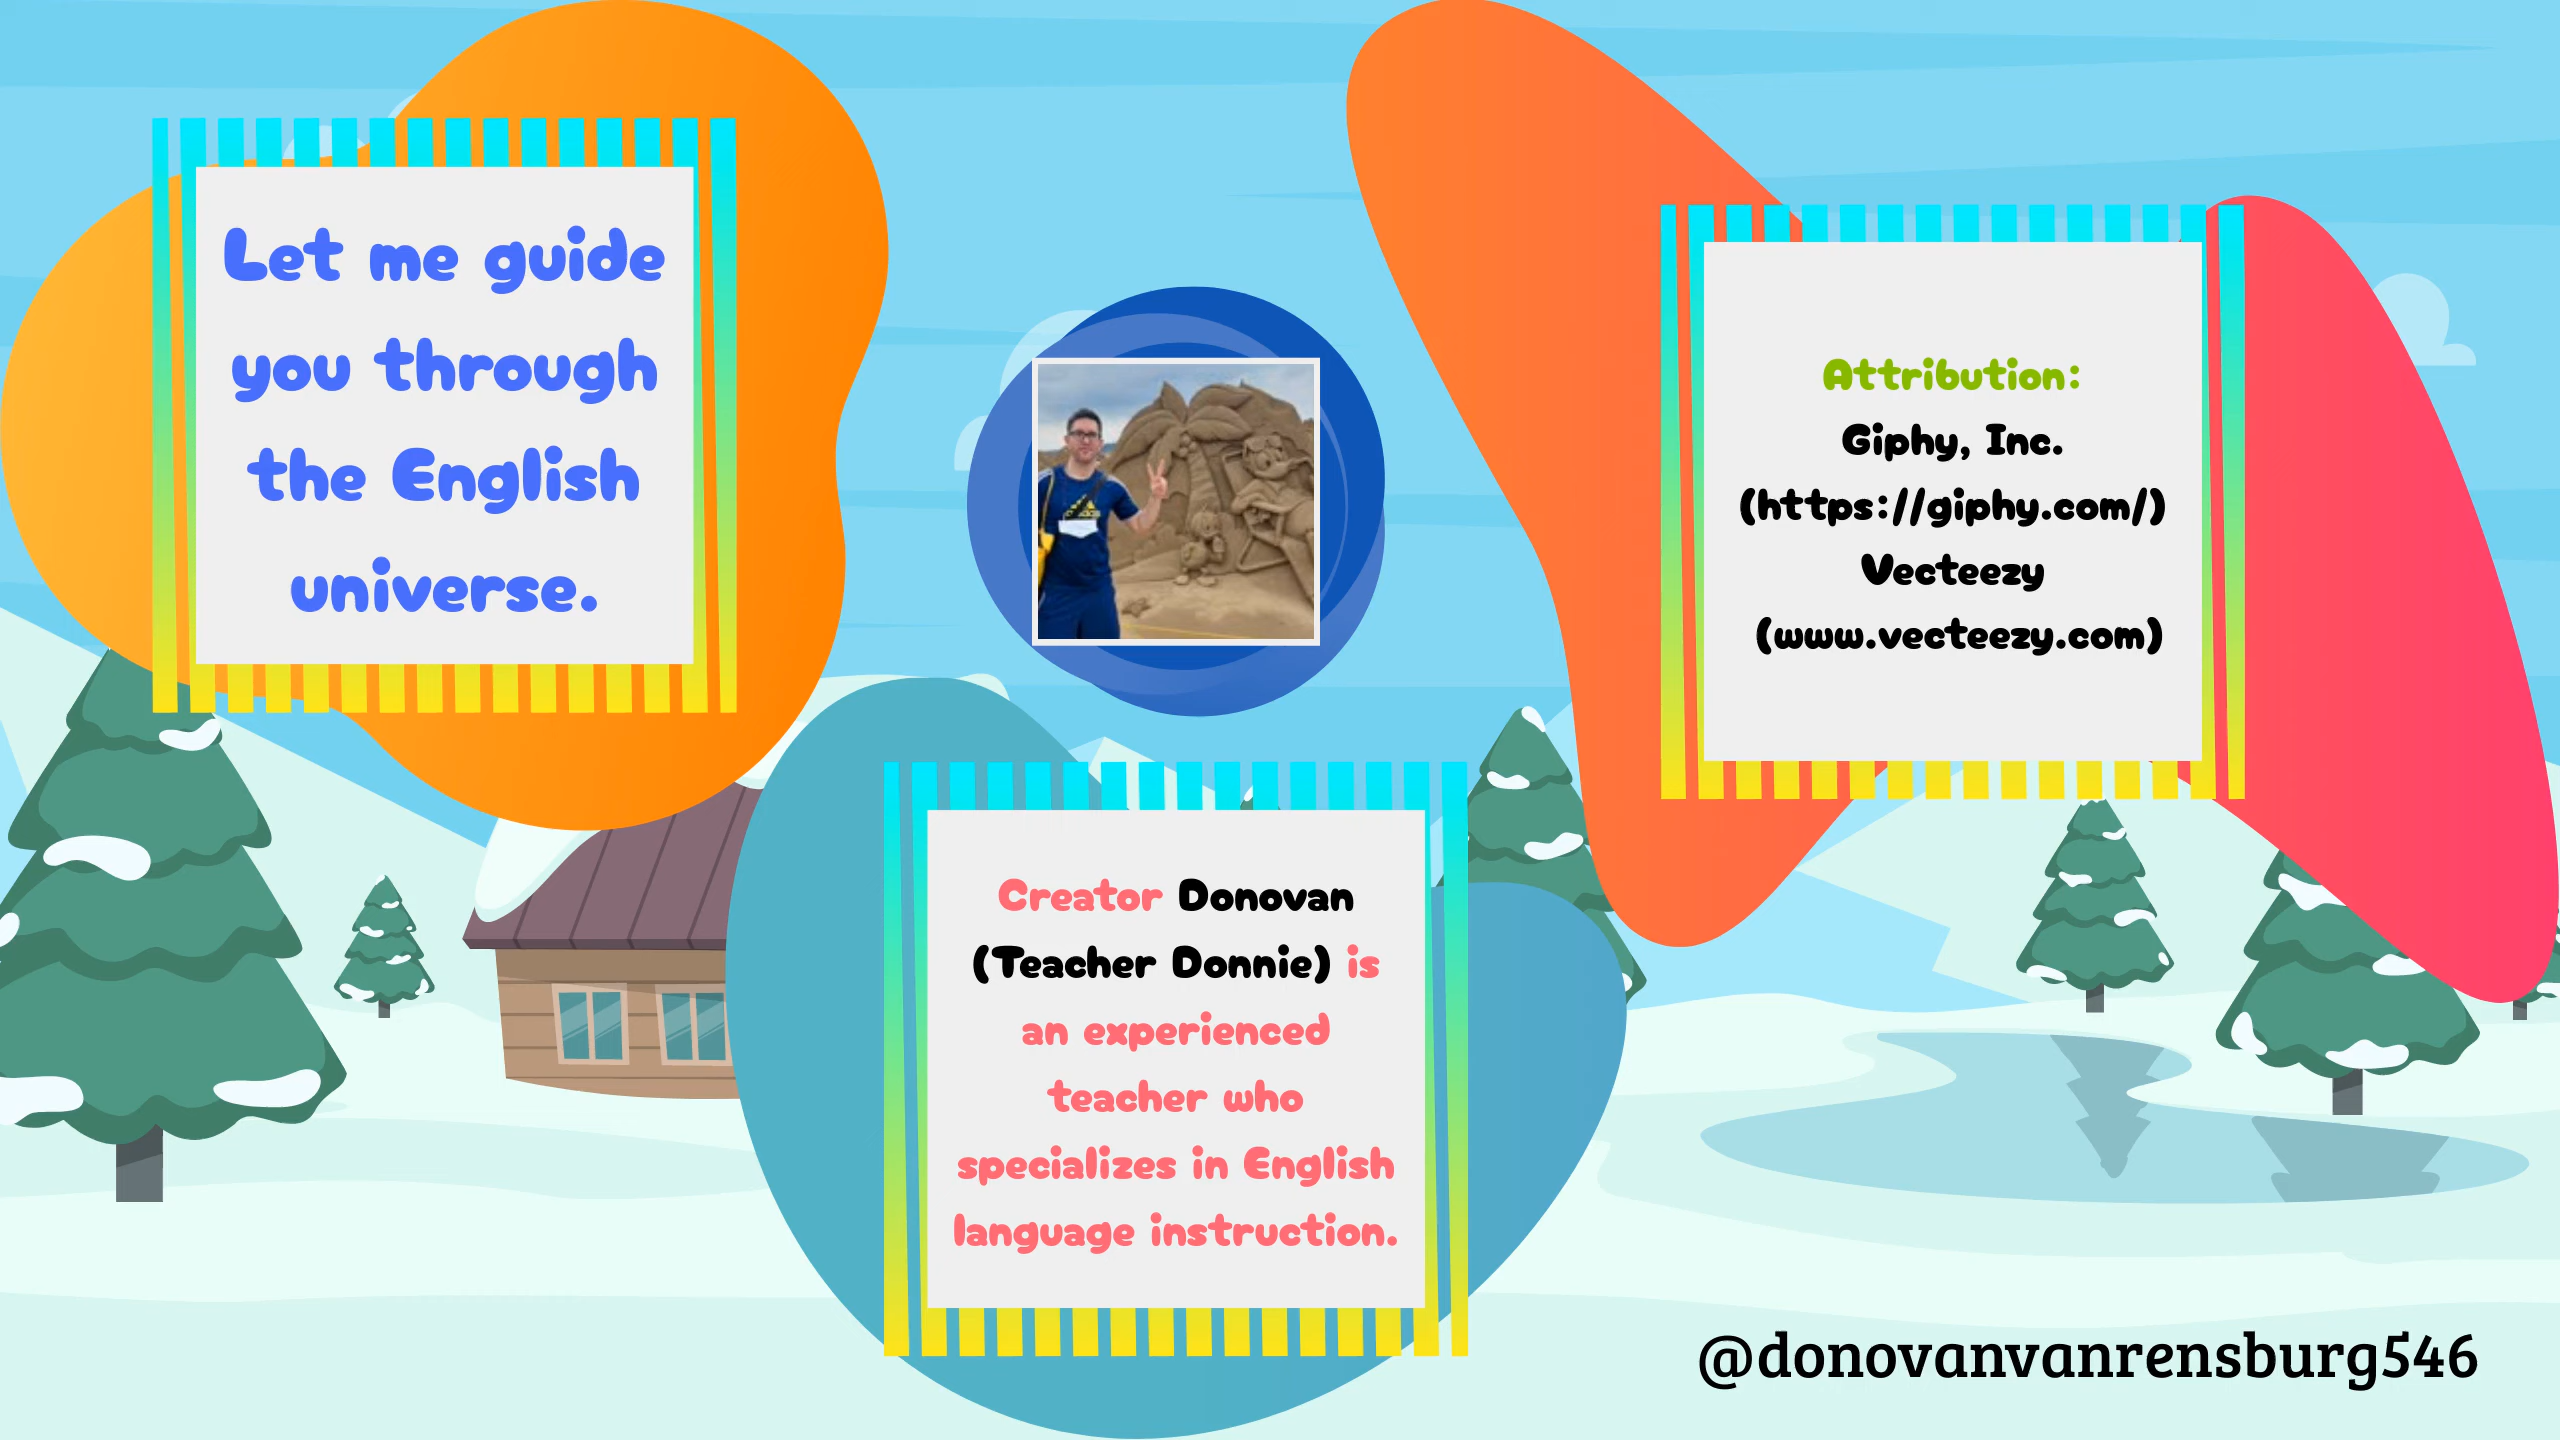 Let me guide
you through
the English
universe.
Creator Donovan
(Teacher Donnie) is
an experienced
teacher who
specializes in English
language instruction.
Attribution:
Giphy, Inc.
(https://giphy.com/)
Vecteezy
(www.vecteezy.com)
@donovanvanrensburg546